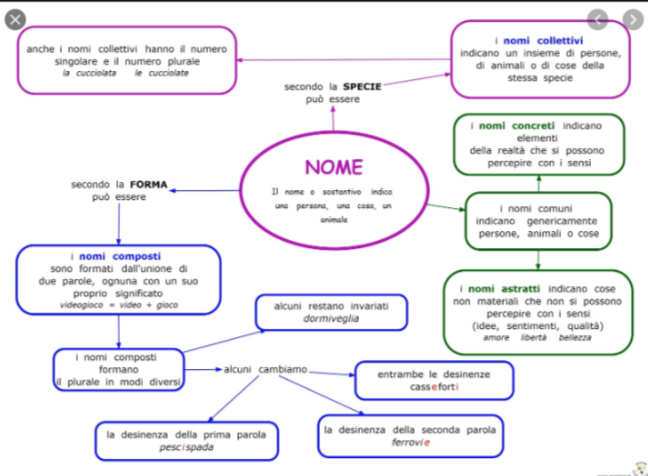 anche i nomi collettivi hanno il numero
singolare e il numero plurale
la cucciolata le cucciolate
i nomi collettivi
indicano un insieme di persone,
di animali o di cose della
stessa specie
secondo la SPECIE
può essere
i nomi concreti indicano
elementi
della realtà che si possono
percepire con i sensi
NOME
Il nome o sostantivo indica
una persona, una cosa, un
animale
secondo la FORMA
può essere
i nomi comuni
indicano genericamente
persone, animali o cose
i nomi composti
sono formati dall'unione di
due parole, ognuna con un suo
proprio significato
videogioco = video + gioco
i nomi astratti indicano cose
non materiali che non si possono
percepire con i sensi
(idee, sentimenti, qualità)
amore libertà bellezza
alcuni restano invariati
dormiveglia
i nomi composti
formano
il plurale in modi diversi
alcuni cambiamo
entrambe le desinenze
casseforti
la desinenza della prima parola
pescispada
la desinenza della seconda parola
ferrovie